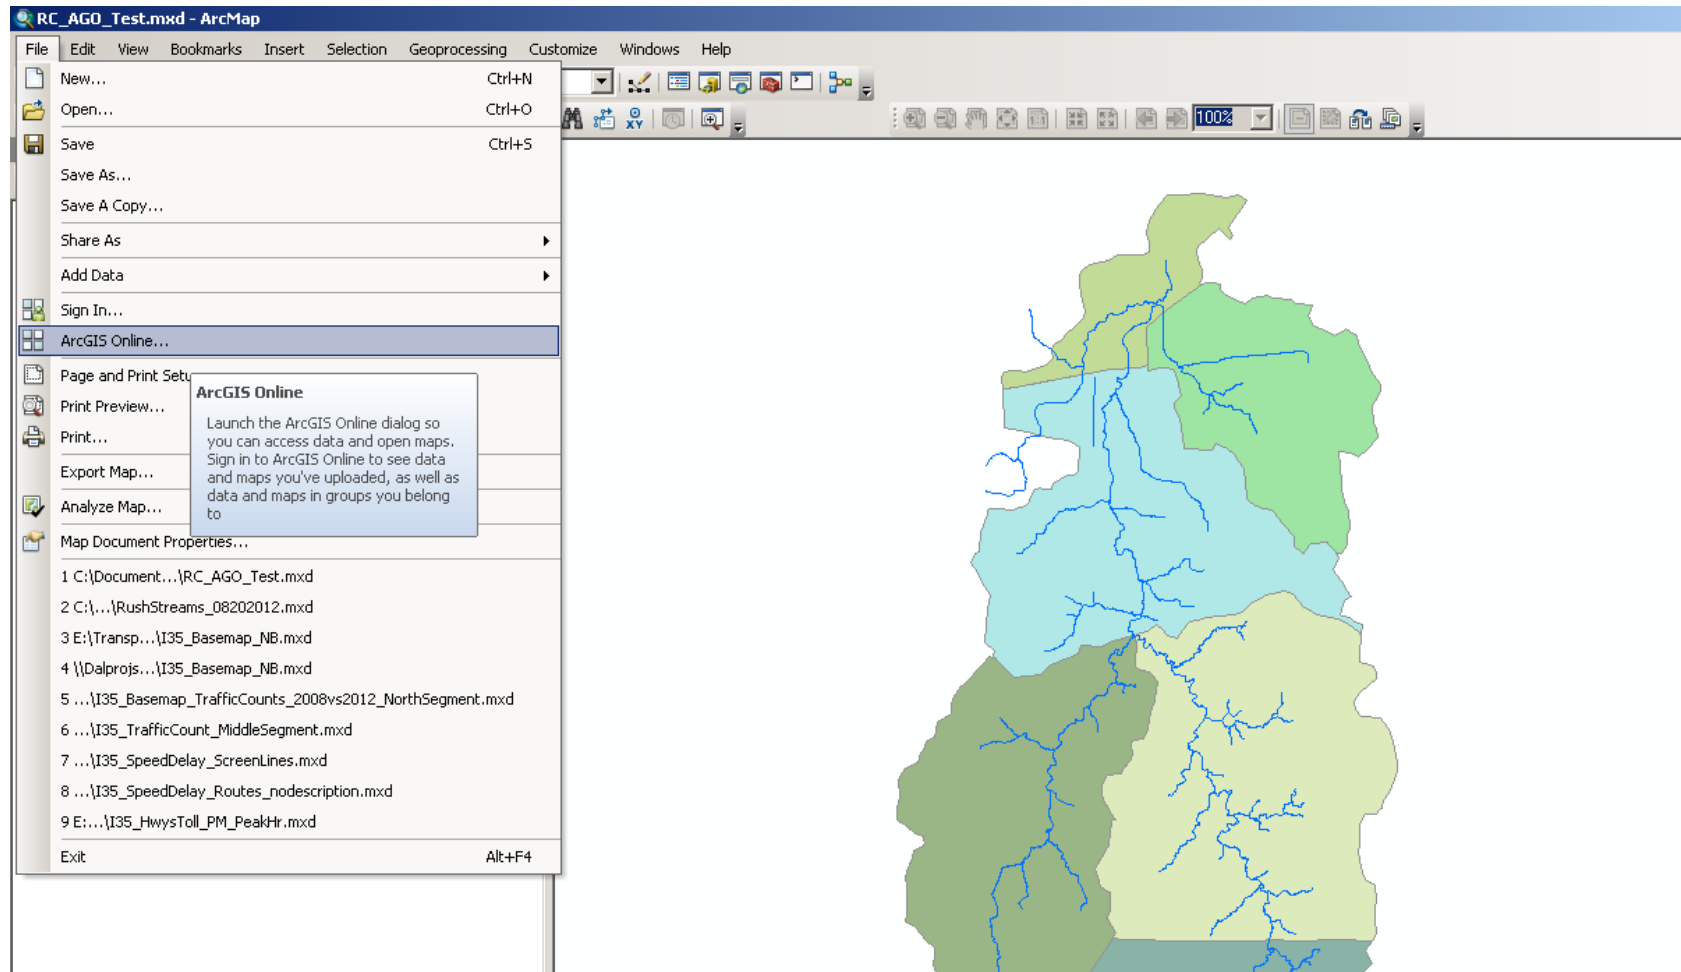 RC_AGO_Test.mxd - ArcMap
File Edit View Bookmarks Insert Selection Geoprocessing Customize Windows Help
New... Ctrl+N
Open... Ctrl+O
100%
Save Ctrl+S
Save As...
Save A Copy...
Share As
Add Data
Sign In...
ArcGIS Online...
Page and Print Setu
Print Preview...
Print...
Export Map...
Analyze Map...
Map Document Properties...
ArcGIS Online
Launch the ArcGIS Online dialog so
you can access data and open maps.
Sign in to ArcGIS Online to see data
and maps you've uploaded, as well as
data and maps in groups you belong
to
1 C:\Document...\RC_AGO_Test.mxd
2 C:\...\RushStreams_08202012.mxd
3 E:\Transp...\I35_Basemap_NB.mxd
4 \\Dalprojs...\I35_Basemap_NB.mxd
5 ...\I35_Basemap_TrafficCounts_2008vs2012_NorthSegment.mxd
6 ...\I35_TrafficCount_MiddleSegment.mxd
7 ...\I35_SpeedDelay_ScreenLines.mxd
8 ...\I35_SpeedDelay_Routes_nodescription.mxd
9 E:...\I35_HwysToll_PM_PeakHr.mxd
Exit Alt+F4
XY
1:1